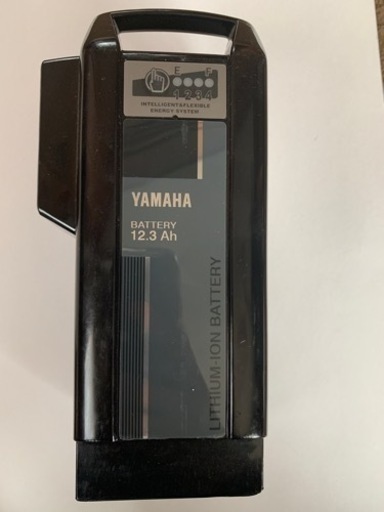 E F
1 2 3 4
INTELLIGENT&FLEXIBLE
ENERGY-SYSTEM
YAMAHA
BATTERY
12.3 Ah
LITHIUM-ION BATTERY